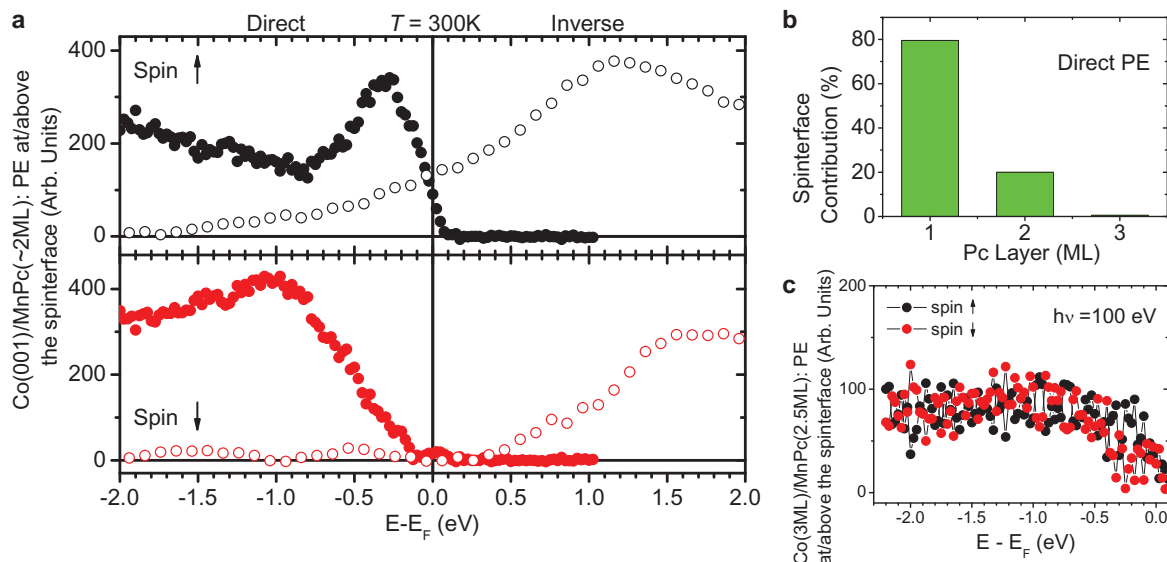 a
Direct T = 300K Inverse
Co(001)/MnPc(~2ML): PE at/above
the spinterface (Arb. Units)
400
200
0
Spin ↑
400
200
0
Spin ↓
-2.0 -1.5 -1.0 -0.5 0.0 0.5 1.0 1.5 2.0
E-E_F (eV)
b
Spinterface
Contribution (%)
80
60
40
20
0
Direct PE
1 2 3
Pc Layer (ML)
c
Co(3ML)/MnPc(2.5ML): PE
at/above the spinterface (Arb. Units)
200
100
0
spin ↑
spin ↓
hν =100 eV
-2.0 -1.5 -1.0 -0.5 0.0
E - E_F (eV)